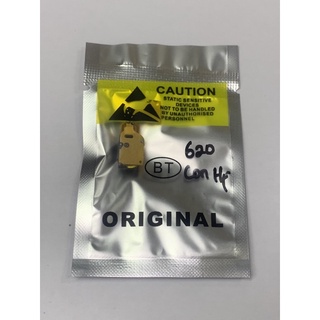 CAUTION
STATIC SENSITIVE
DEVICES
NOT TO BE HANDLED
BY UNAUTHORISED
PERSONNEL
620
Con Hp
BT
ORIGINAL